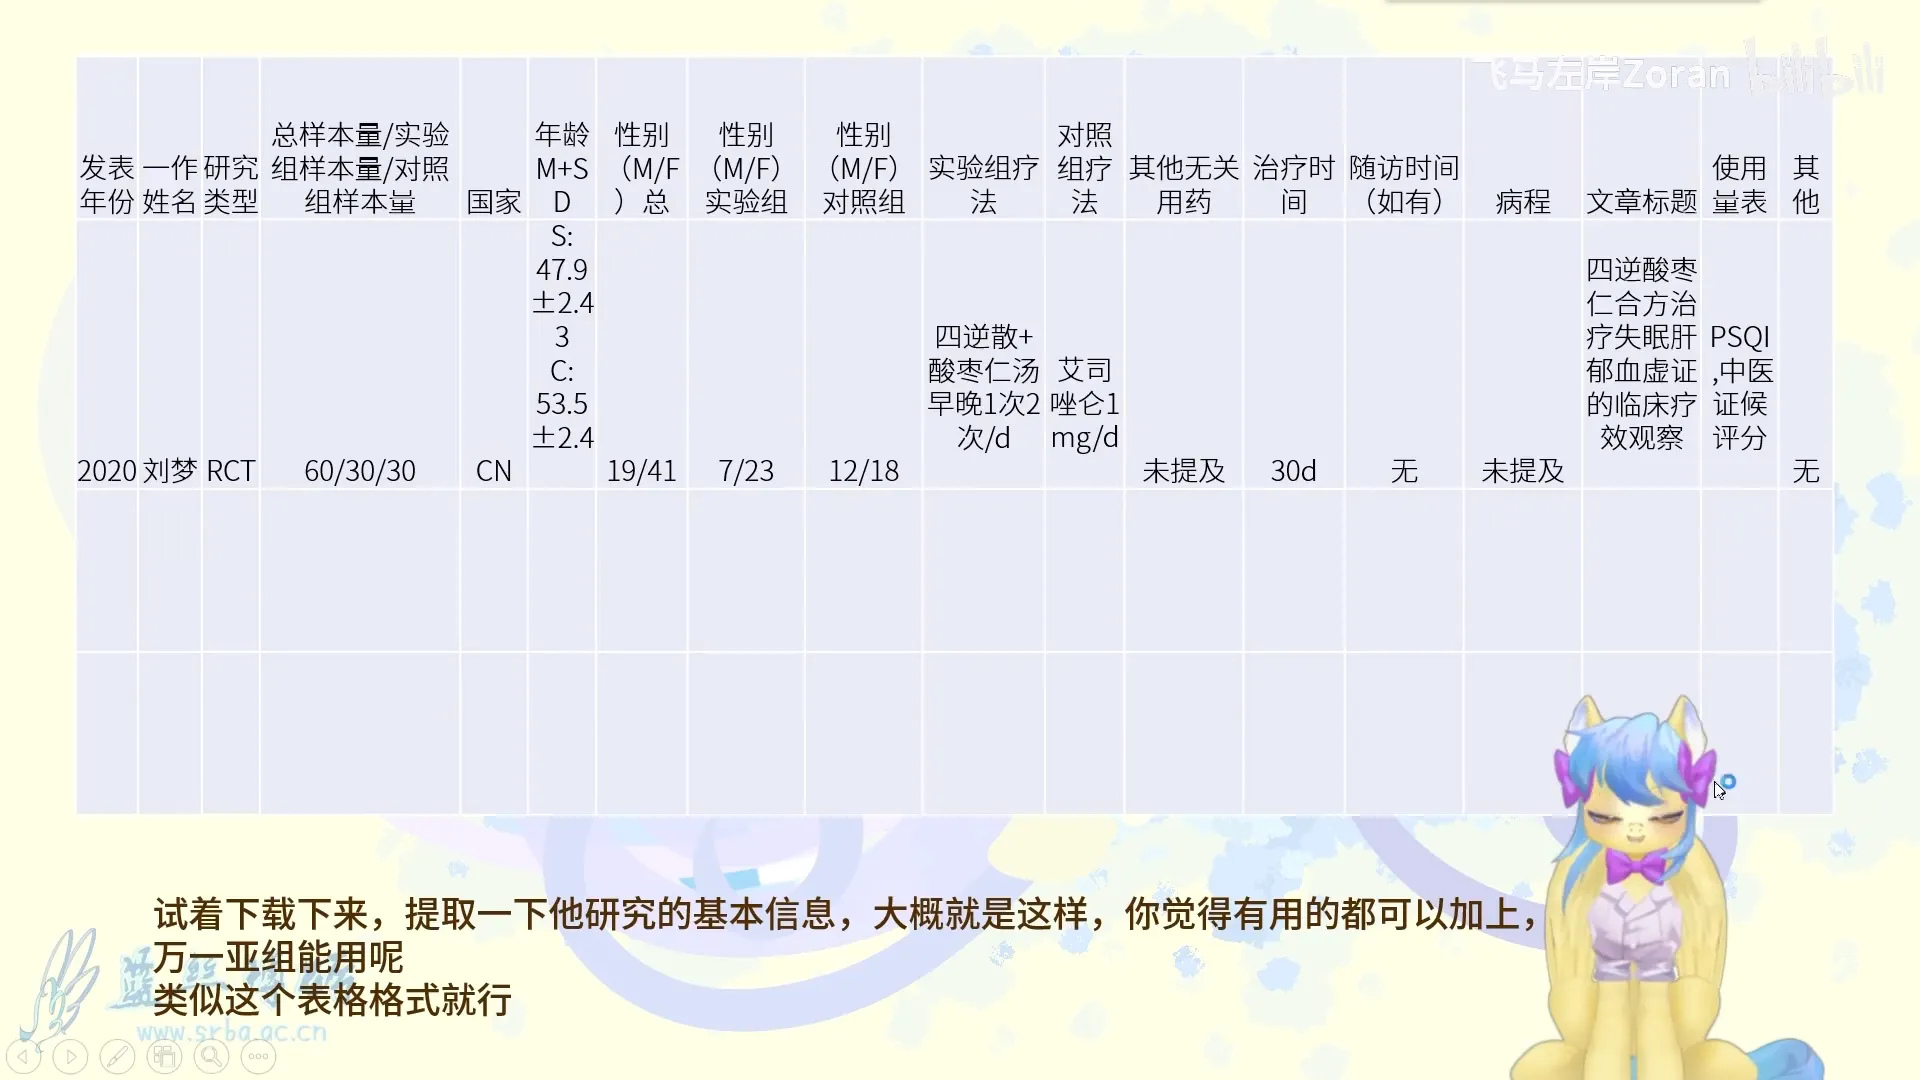 飞马左岸Zoran bilibili
发表年份
一作姓名
研究类型
总样本量/实验组样本量/对照组样本量
国家
年龄M+SD
性别（M/F）总
性别（M/F）实验组
性别（M/F）对照组
实验组疗法
对照组疗法
其他无关用药
治疗时间
随访时间（如有）
病程
文章标题
使用量表
其他
2020
刘梦
RCT
60/30/30
CN
S:
47.9
±2.4
3
C:
53.5
±2.4
19/41
7/23
12/18
四逆散+
酸枣仁汤
早晚1次2
次/d
艾司
唑仑1
mg/d
未提及
30d
无
未提及
四逆酸枣
仁合方治
疗失眠肝
郁血虚证
的临床疗
效观察
PSQI
,中医
证候
评分
无
试着下载下来，提取一下他研究的基本信息，大概就是这样，你觉得有用的都可以加上，
万一亚组能用呢
类似这个表格格式就行
www.srba.ac.cn